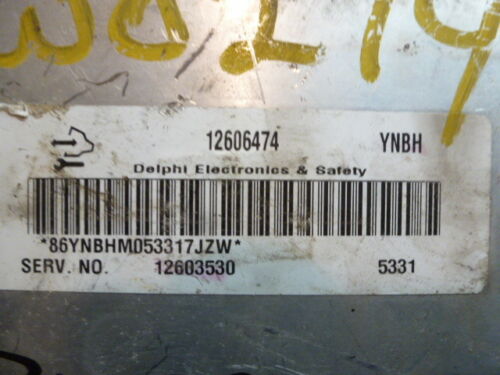 12606474 YNBH
Delphi Electronics & Safety
*86YNBHM053317JZW*
SERV. NO. 12603530 5331